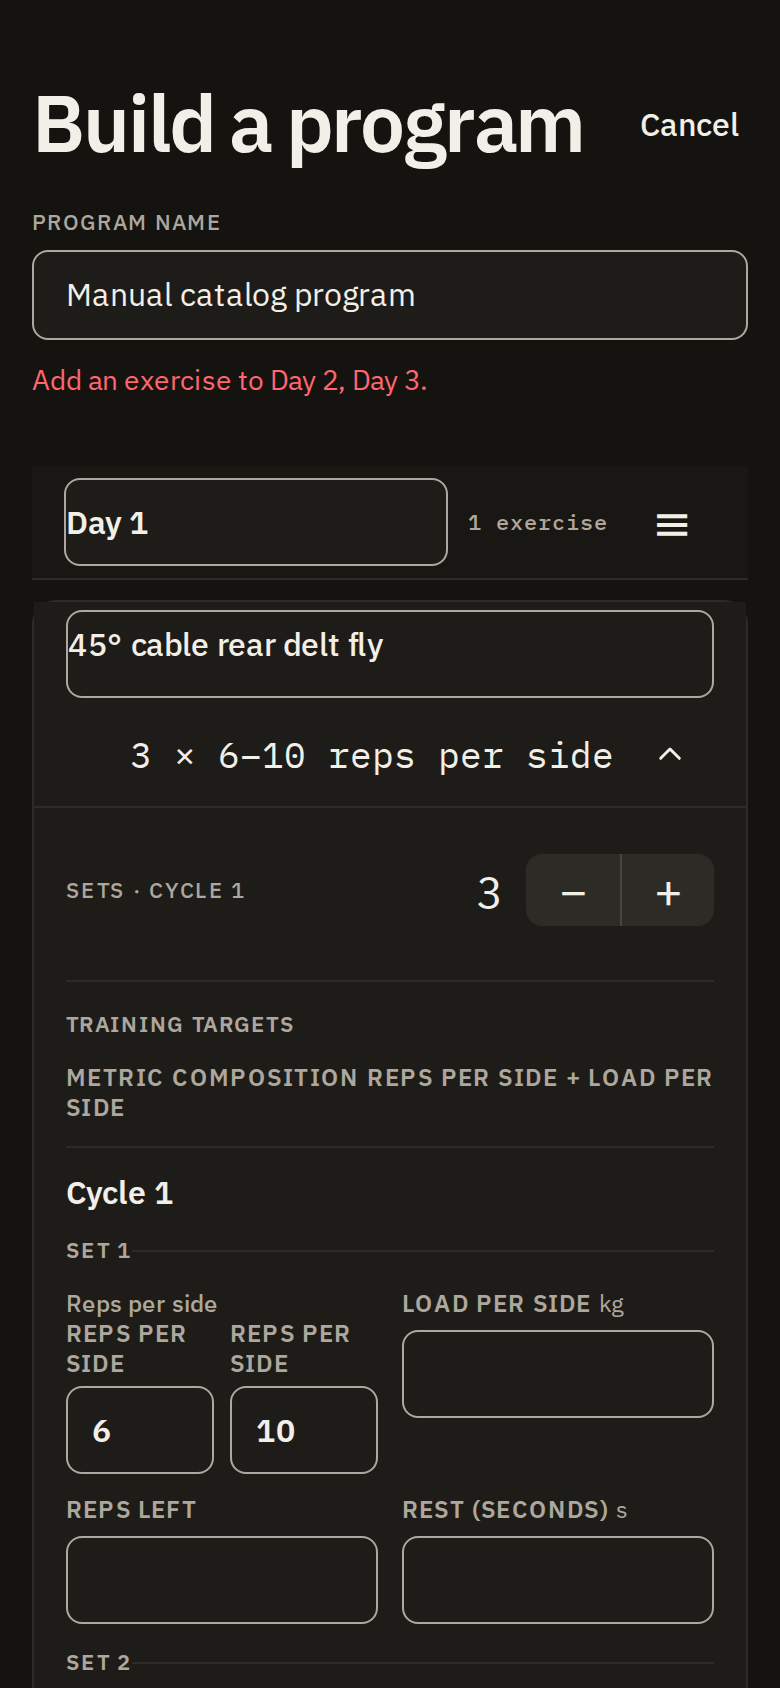 Build a program
Cancel
PROGRAM NAME
Manual catalog program
Add an exercise to Day 2, Day 3.
Day 1
1 exercise
45° cable rear delt fly
3 × 6–10 reps per side
SETS · CYCLE 1
3
− +
TRAINING TARGETS
METRIC COMPOSITION REPS PER SIDE + LOAD PER
SIDE
Cycle 1
SET 1
Reps per side
REPS PER
SIDE
REPS PER
SIDE
LOAD PER SIDE kg
6
10
REPS LEFT
REST (SECONDS) s
SET 2